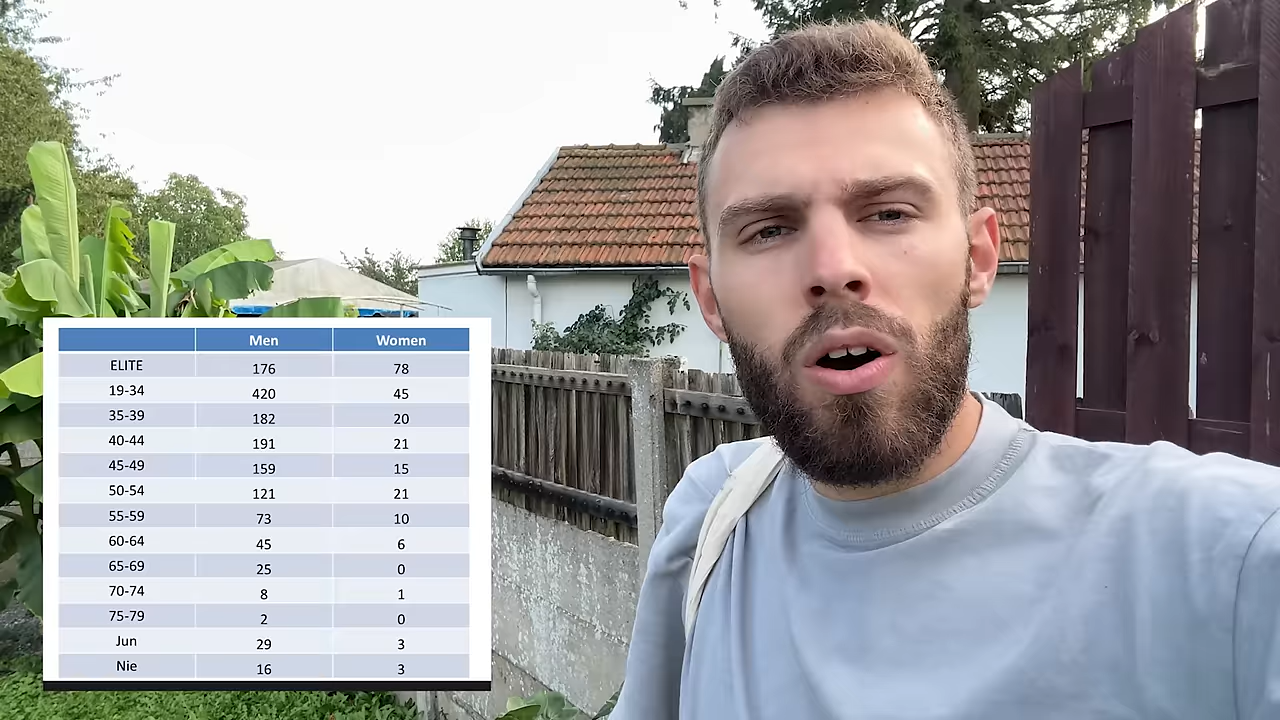 Men Women
ELITE 176 78
19-34 420 45
35-39 182 20
40-44 191 21
45-49 159 15
50-54 121 21
55-59 73 10
60-64 45 6
65-69 25 0
70-74 8 1
75-79 2 0
Jun 29 3
Nie 16 3